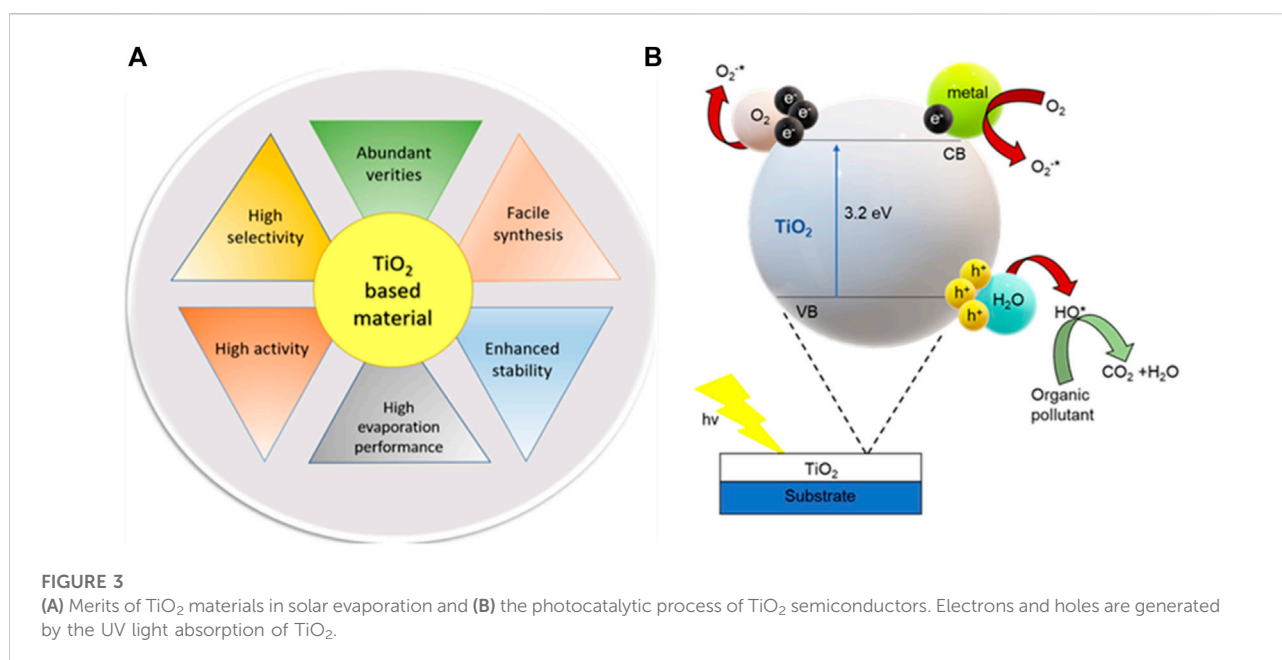 A
Abundant
verities
High
selectivity
Facile
synthesis
TiO₂
based
material
High activity
Enhanced
stability
High
evaporation
performance
B
O₂⁻*
O₂
e⁻
e⁻
e⁻
e⁻
metal
O₂
CB
O₂⁻*
3.2 eV
TiO₂
VB
h⁺
h⁺
h⁺
H₂O
HO*
CO₂ +H₂O
Organic
pollutant
hv
TiO₂
Substrate
FIGURE 3
(A) Merits of TiO₂ materials in solar evaporation and (B) the photocatalytic process of TiO₂ semiconductors. Electrons and holes are generated
by the UV light absorption of TiO₂.